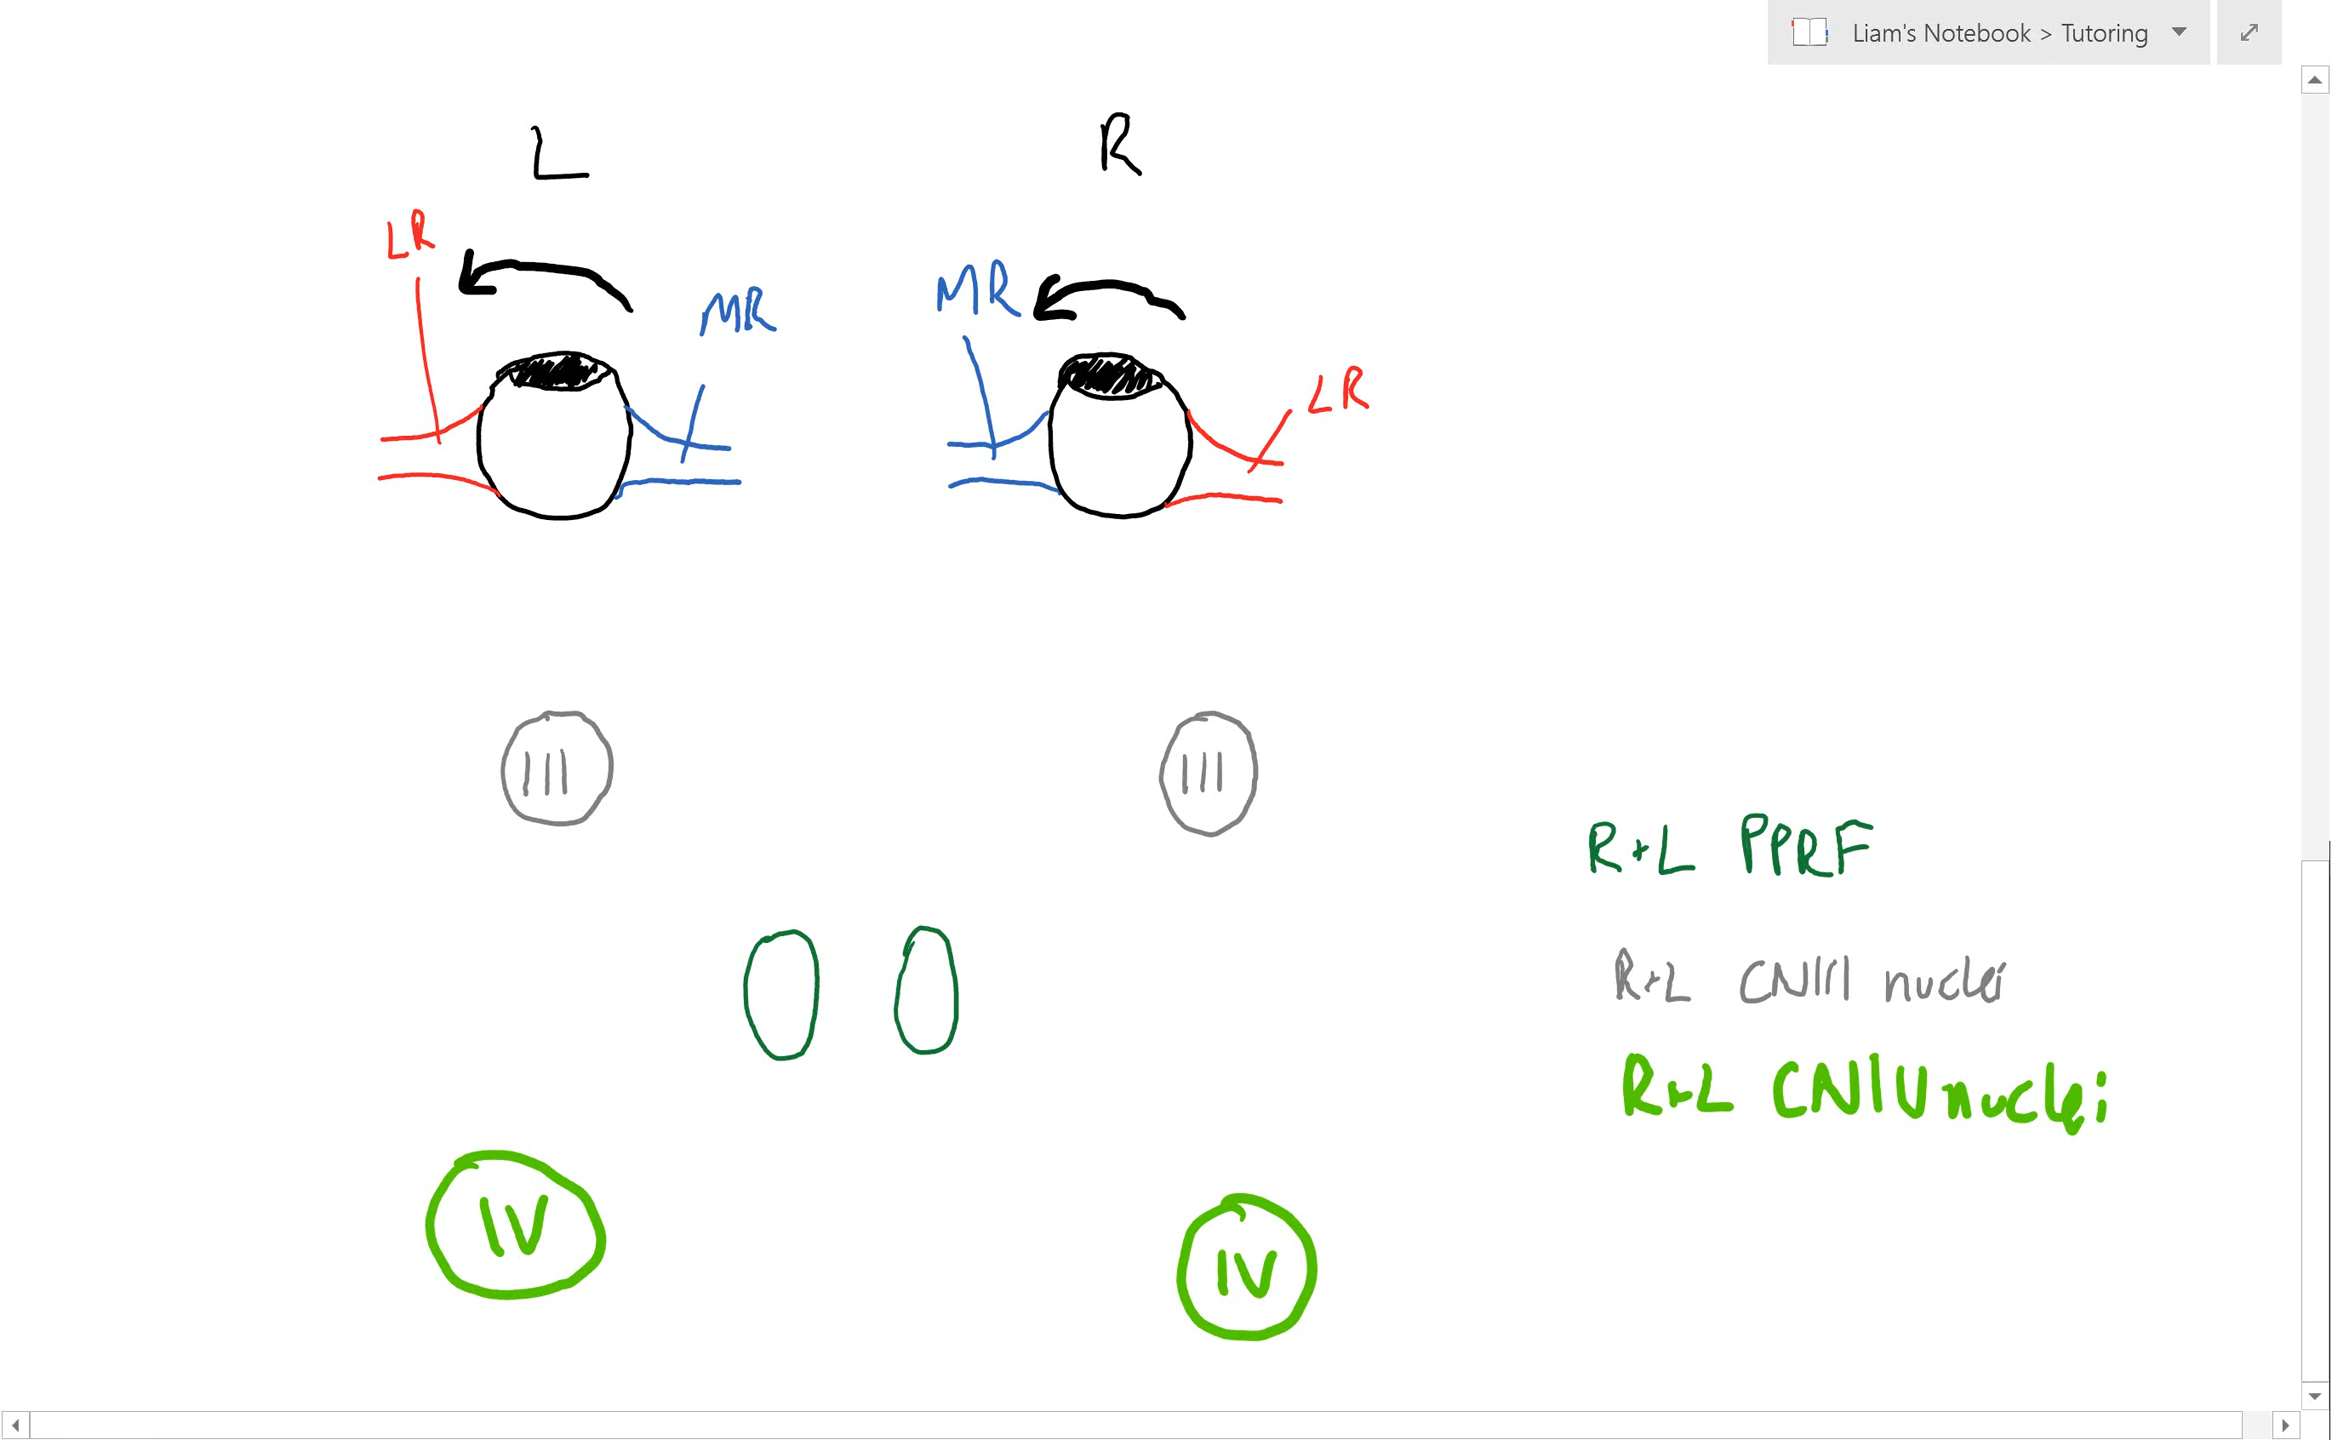 Liam's Notebook > Tutoring
L
R
LR
MR
MR
LR
III
III
R+L PPRF
R+L CNIII nuclei
R+L CNIV nuclei
IV
IV